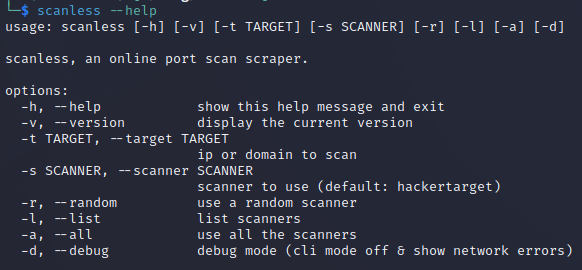 └─$ scanless --help
usage: scanless [-h] [-v] [-t TARGET] [-s SCANNER] [-r] [-l] [-a] [-d]
scanless, an online port scan scraper.
options:
-h, --help show this help message and exit
-v, --version display the current version
-t TARGET, --target TARGET
ip or domain to scan
-s SCANNER, --scanner SCANNER
scanner to use (default: hackertarget)
-r, --random use a random scanner
-l, --list list scanners
-a, --all use all the scanners
-d, --debug debug mode (cli mode off & show network errors)